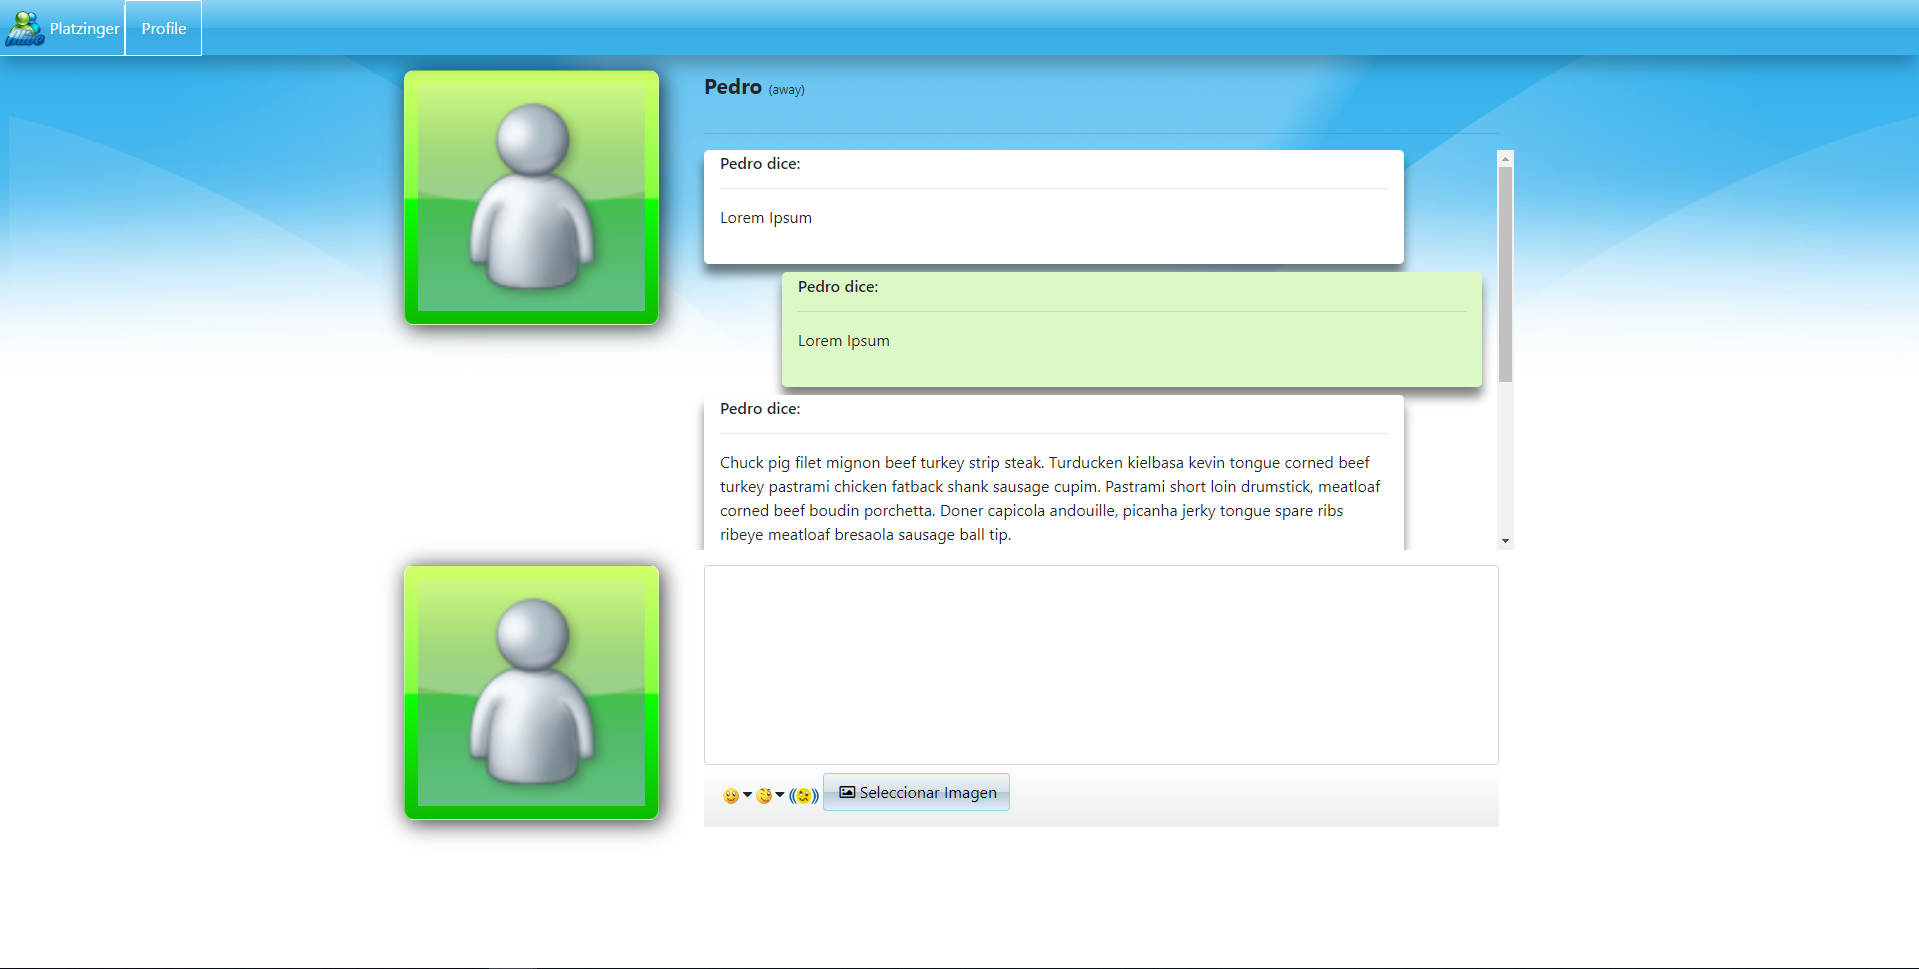 Platzinger
Profile
Pedro (away)
Pedro dice:
Lorem Ipsum
Pedro dice:
Lorem Ipsum
Pedro dice:
Chuck pig filet mignon beef turkey strip steak. Turducken kielbasa kevin tongue corned beef
turkey pastrami chicken fatback shank sausage cupim. Pastrami short loin drumstick, meatloaf
corned beef boudin porchetta. Doner capicola andouille, picanha jerky tongue spare ribs
ribeye meatloaf bresaola sausage ball tip.
Seleccionar Imagen